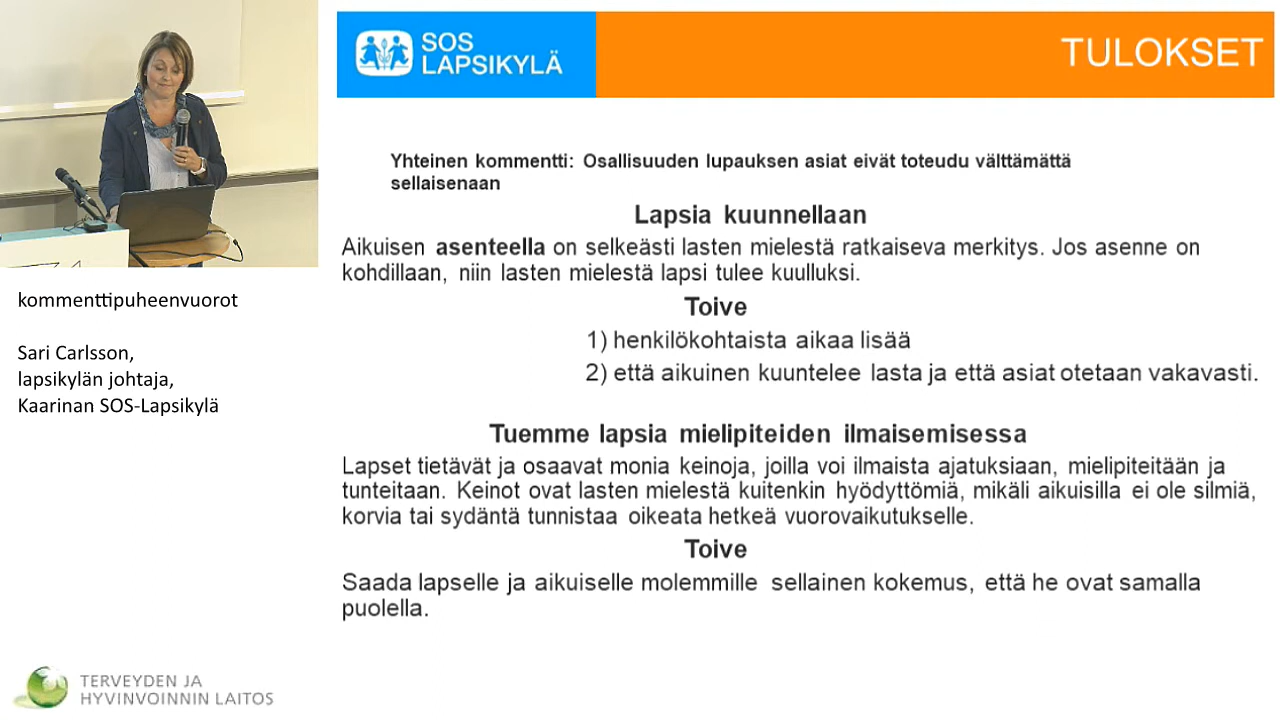 SOS
LAPSIKYLÄ
TULOKSET
Yhteinen kommentti: Osallisuuden lupauksen asiat eivät toteudu välttämättä
sellaisenaan
Lapsia kuunnellaan
Aikuisen asenteella on selkeästi lasten mielestä ratkaiseva merkitys. Jos asenne on
kohdillaan, niin lasten mielestä lapsi tulee kuulluksi.
Toive
1) henkilökohtaista aikaa lisää
2) että aikuinen kuuntelee lasta ja että asiat otetaan vakavasti.
Tuemme lapsia mielipiteiden ilmaisemisessa
Lapset tietävät ja osaavat monia keinoja, joilla voi ilmaista ajatuksiaan, mielipiteitään ja
tunteitaan. Keinot ovat lasten mielestä kuitenkin hyödyttömiä, mikäli aikuisilla ei ole silmiä,
korvia tai sydäntä tunnistaa oikeata hetkeä vuorovaikutukselle.
Toive
Saada lapselle ja aikuiselle molemmille sellainen kokemus, että he ovat samalla
puolella.
kommenttipuheenvuorot
Sari Carlsson,
lapsikylän johtaja,
Kaarinan SOS-Lapsikylä
TERVEYDEN JA
HYVINVOINNIN LAITOS